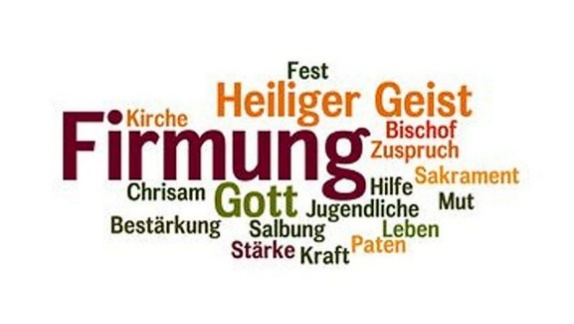 Fest
Heiliger Geist
Kirche
Bischof
Firmung
Zuspruch
Sakrament
Chrisam
Gott
Hilfe
Jugendliche
Mut
Bestärkung
Salbung
Leben
Stärke
Kraft
Paten